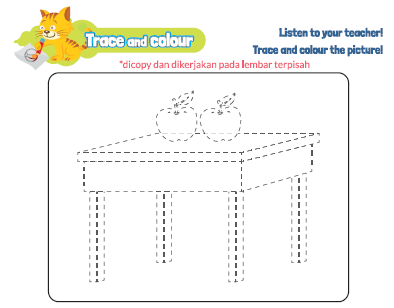 Trace and colour
Listen to your teacher!
Trace and colour the picture!
*dicopy dan dikerjakan pada lembar terpisah